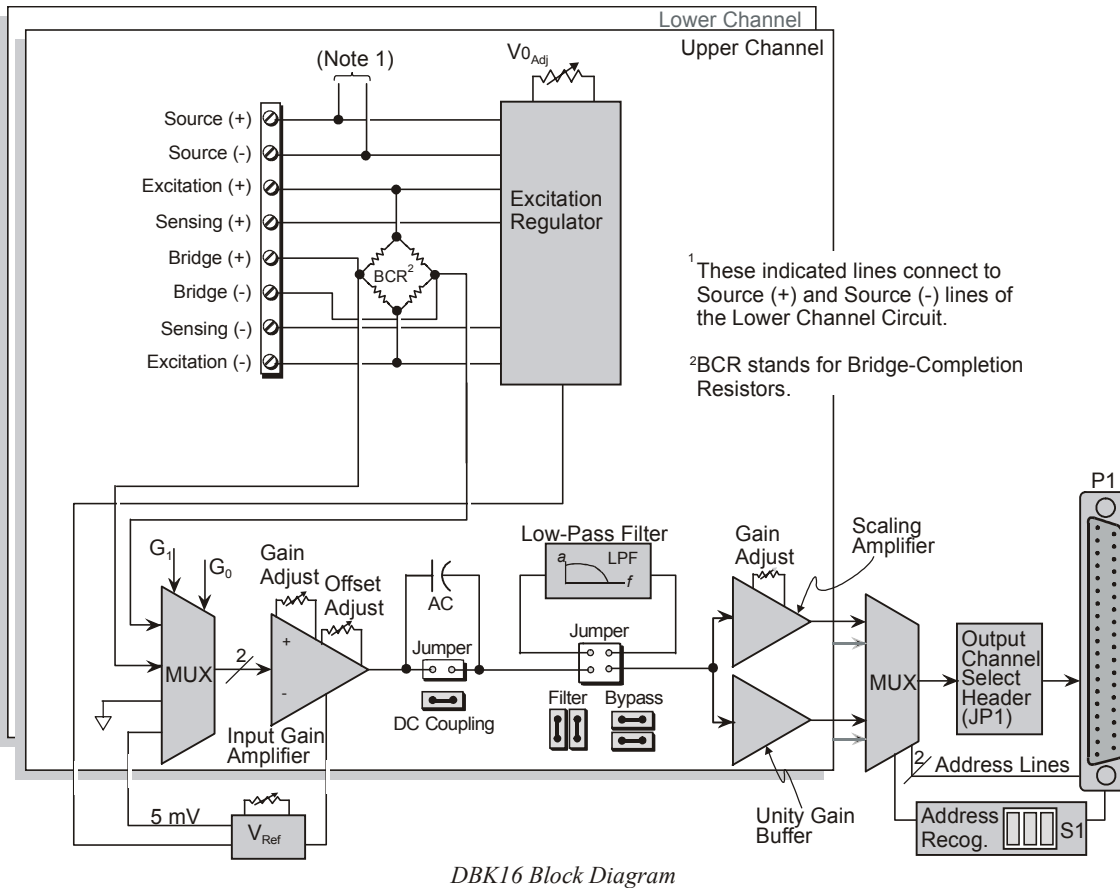 Lower Channel
Upper Channel
(Note 1)
V0Adj
Source (+)
Source (-)
Excitation (+)
Sensing (+)
Bridge (+)
Bridge (-)
Sensing (-)
Excitation (-)
BCR2
Excitation
Regulator
1 These indicated lines connect to
Source (+) and Source (-) lines of
the Lower Channel Circuit.
2BCR stands for Bridge-Completion
Resistors.
P1
G1
G0
Gain
Adjust
Offset
Adjust
AC
Jumper
DC Coupling
MUX
2
+
-
Input Gain
Amplifier
Low-Pass Filter
a
LPF
f
Jumper
Filter
Bypass
Gain
Adjust
Scaling
Amplifier
MUX
Output
Channel
Select
Header
(JP1)
2
Address Lines
Unity Gain
Buffer
Address
Recog.
S1
5 mV
VRef
DBK16 Block Diagram